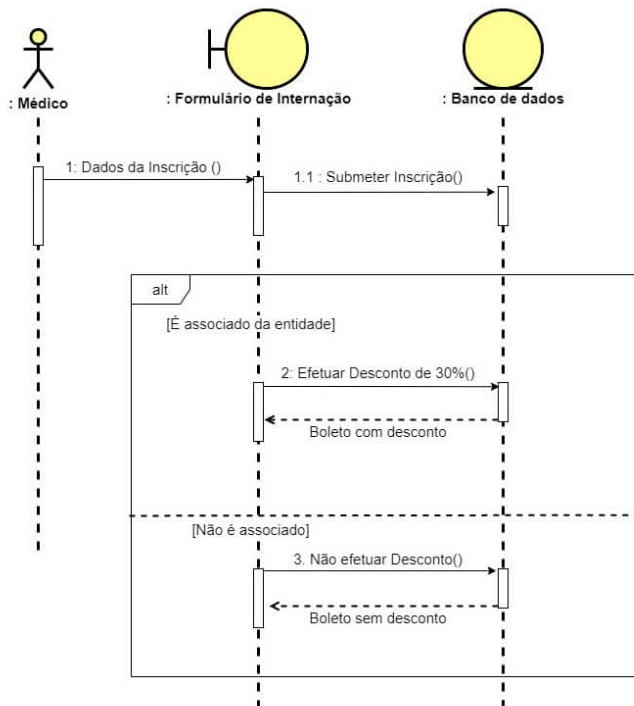 : Médico
: Formulário de Internação
: Banco de dados
1: Dados da Inscrição ()
1.1 : Submeter Inscrição()
alt
[É associado da entidade]
2: Efetuar Desconto de 30%()
Boleto com desconto
[Não é associado]
3. Não efetuar Desconto()
Boleto sem desconto